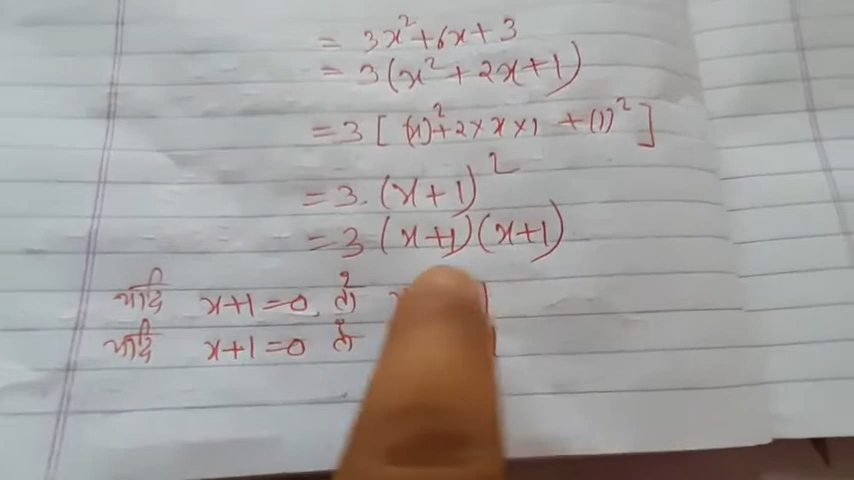 = 3x²+6x+3
= 3(x²+2x+1)
= 3[(x)²+2×x×1 +(1)²]
= 3.(x+1)²
= 3(x+1)(x+1)
यदि x+1=0, तो
यदि x+1=0 तो